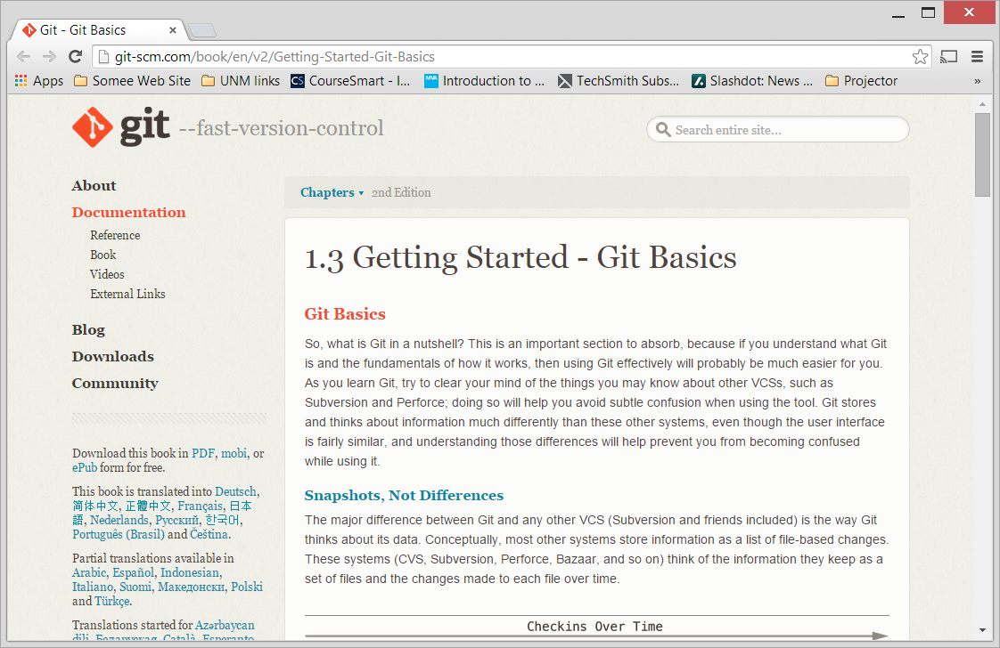 Git - Git Basics
git-scm.com/book/en/v2/Getting-Started-Git-Basics
Apps Somee Web Site UNM links CS CourseSmart - I... MVA Introduction to ... TechSmith Subs... Slashdot: News ... Projector »
git --fast-version-control
Search entire site...
About
Documentation
Reference
Book
Videos
External Links
Blog
Downloads
Community
Download this book in PDF, mobi, or
ePub form for free.
This book is translated into Deutsch,
简体中文, 正體中文, Français, 日本
語, Nederlands, Русский, 한국어,
Português (Brasil) and Čeština.
Partial translations available in
Arabic, Español, Indonesian,
Italiano, Suomi, Македонски, Polski
and Türkçe.
Translations started for Azərbaycan
dili, Беларуская, Català, Esperanto,
Chapters ▾ 2nd Edition
1.3 Getting Started - Git Basics
Git Basics
So, what is Git in a nutshell? This is an important section to absorb, because if you understand what Git
is and the fundamentals of how it works, then using Git effectively will probably be much easier for you.
As you learn Git, try to clear your mind of the things you may know about other VCSs, such as
Subversion and Perforce; doing so will help you avoid subtle confusion when using the tool. Git stores
and thinks about information much differently than these other systems, even though the user interface
is fairly similar, and understanding those differences will help prevent you from becoming confused
while using it.
Snapshots, Not Differences
The major difference between Git and any other VCS (Subversion and friends included) is the way Git
thinks about its data. Conceptually, most other systems store information as a list of file-based changes.
These systems (CVS, Subversion, Perforce, Bazaar, and so on) think of the information they keep as a
set of files and the changes made to each file over time.
Checkins Over Time